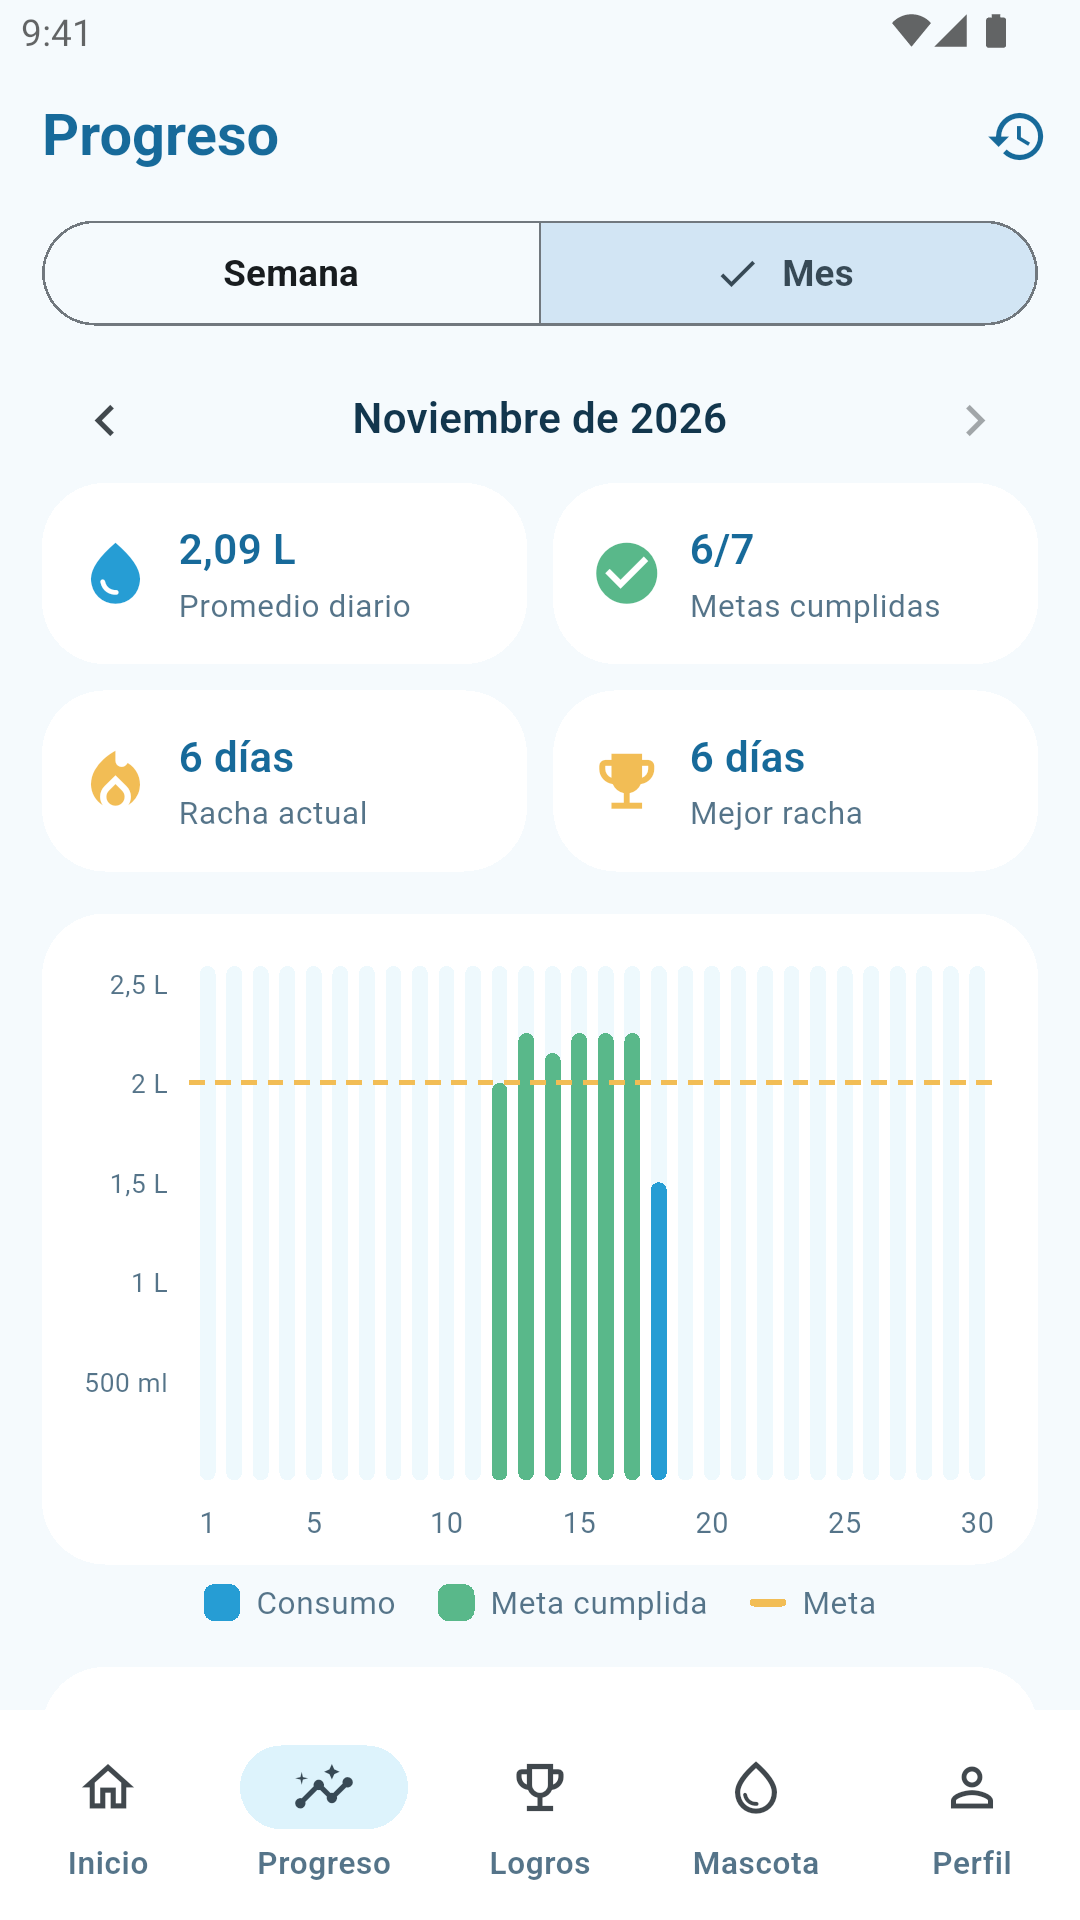 9:41
Progreso
Semana
Mes
Noviembre de 2026
2,09 L
Promedio diario
6/7
Metas cumplidas
6 días
Racha actual
6 días
Mejor racha
2,5 L
2 L
1,5 L
1 L
500 ml
1 5 10 15 20 25 30
Consumo Meta cumplida Meta
Inicio Progreso Logros Mascota Perfil